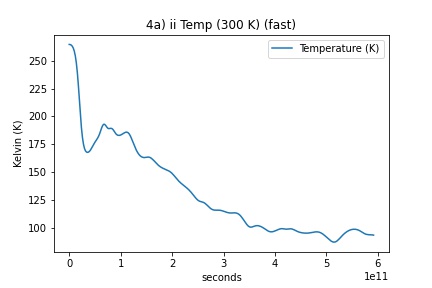 4a) ii Temp (300 K) (fast)
Temperature (K)
Kelvin (K)
250
225
200
175
150
125
100
0 1 2 3 4 5 6
1e11
seconds